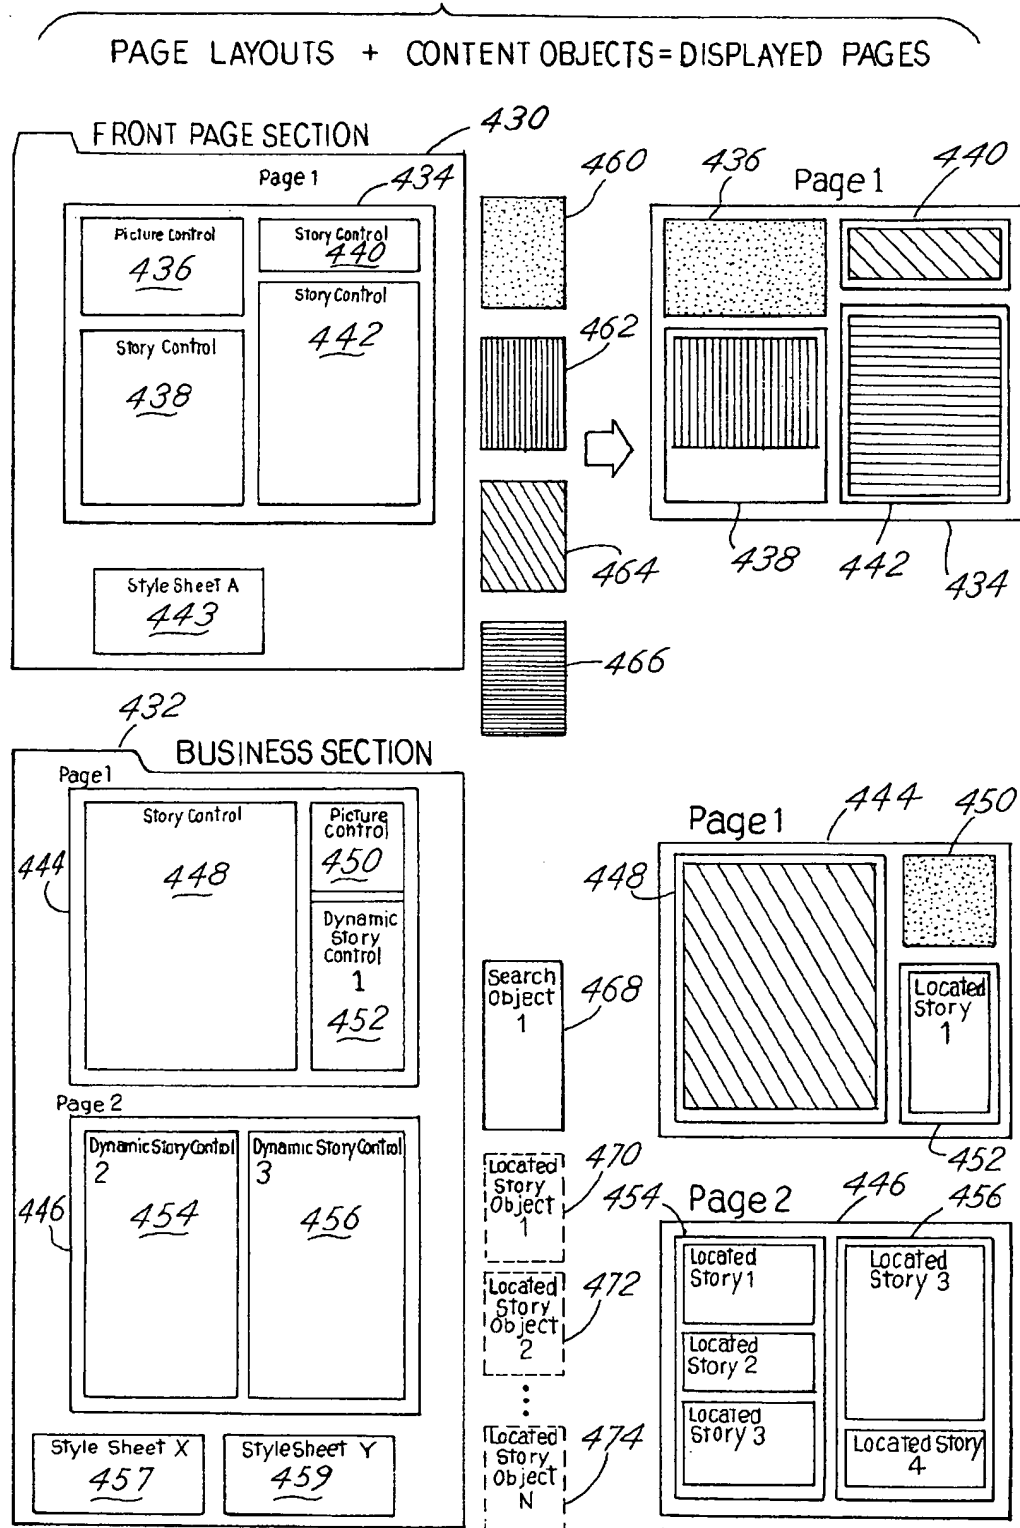 PAGE LAYOUTS + CONTENT OBJECTS = DISPLAYED PAGES
FRONT PAGE SECTION
430
Page 1
434
Picture Control
436
Story Control
440
Story Control
438
Story Control
442
Style Sheet A
443
460
462
464
466
436
Page 1
440
438
442
434
432
BUSINESS SECTION
Page 1
444
Story Control
448
Picture
Control
450
Dynamic
Story
Control
1
452
Page 2
446
Dynamic Story Control
2
454
Dynamic Story Control
3
456
Style Sheet X
457
Style Sheet Y
459
Search
Object
1
468
Located
Story
Object
1
470
Located
Story
Object
2
472
Located
Story
Object
N
474
Page 1
444
450
448
Located
Story
1
452
454
Page 2
446
456
Located
Story 1
Located
Story 2
Located
Story 3
Located
Story 3
Located Story
4